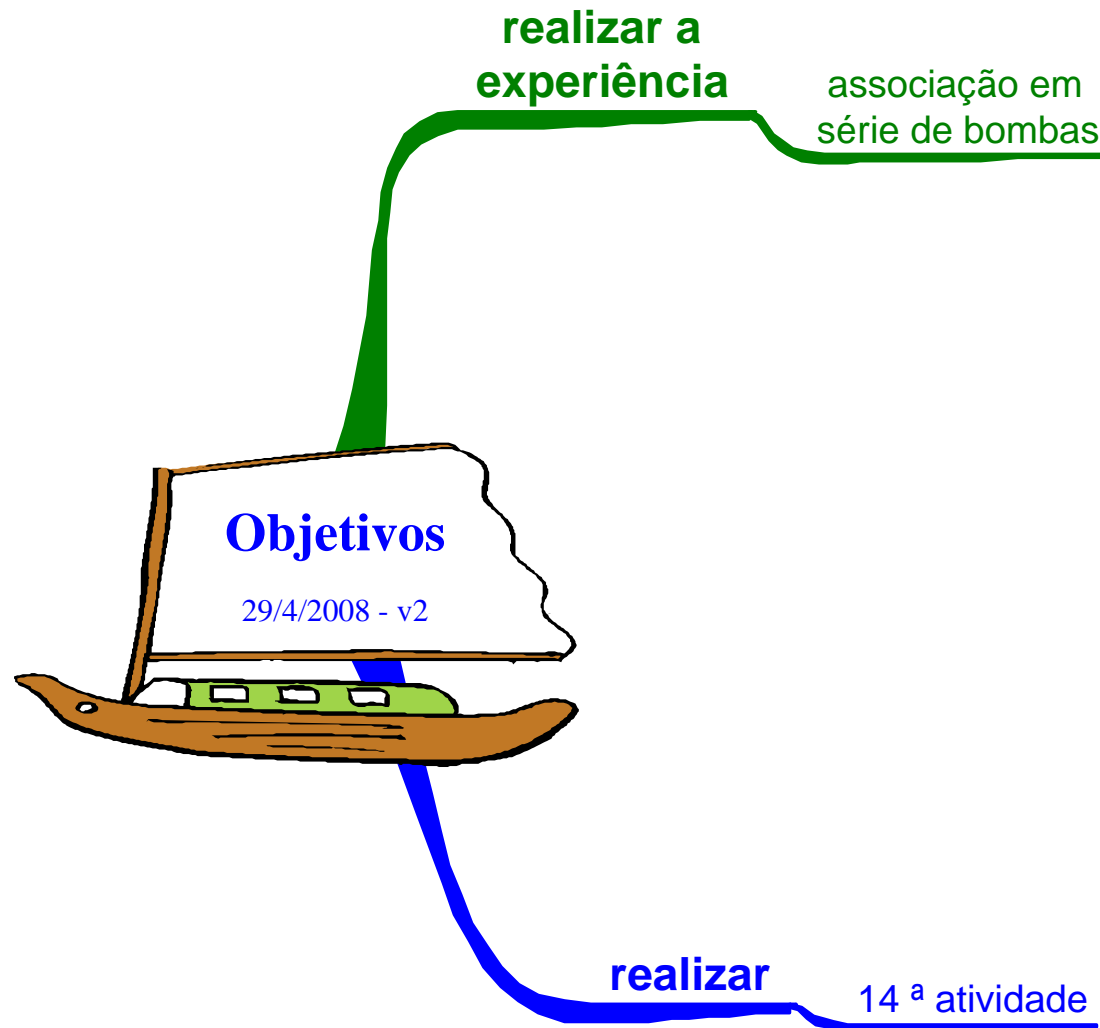 realizar a
experiência
associação em
série de bombas
Objetivos
29/4/2008 - v2
realizar
14 ª atividade